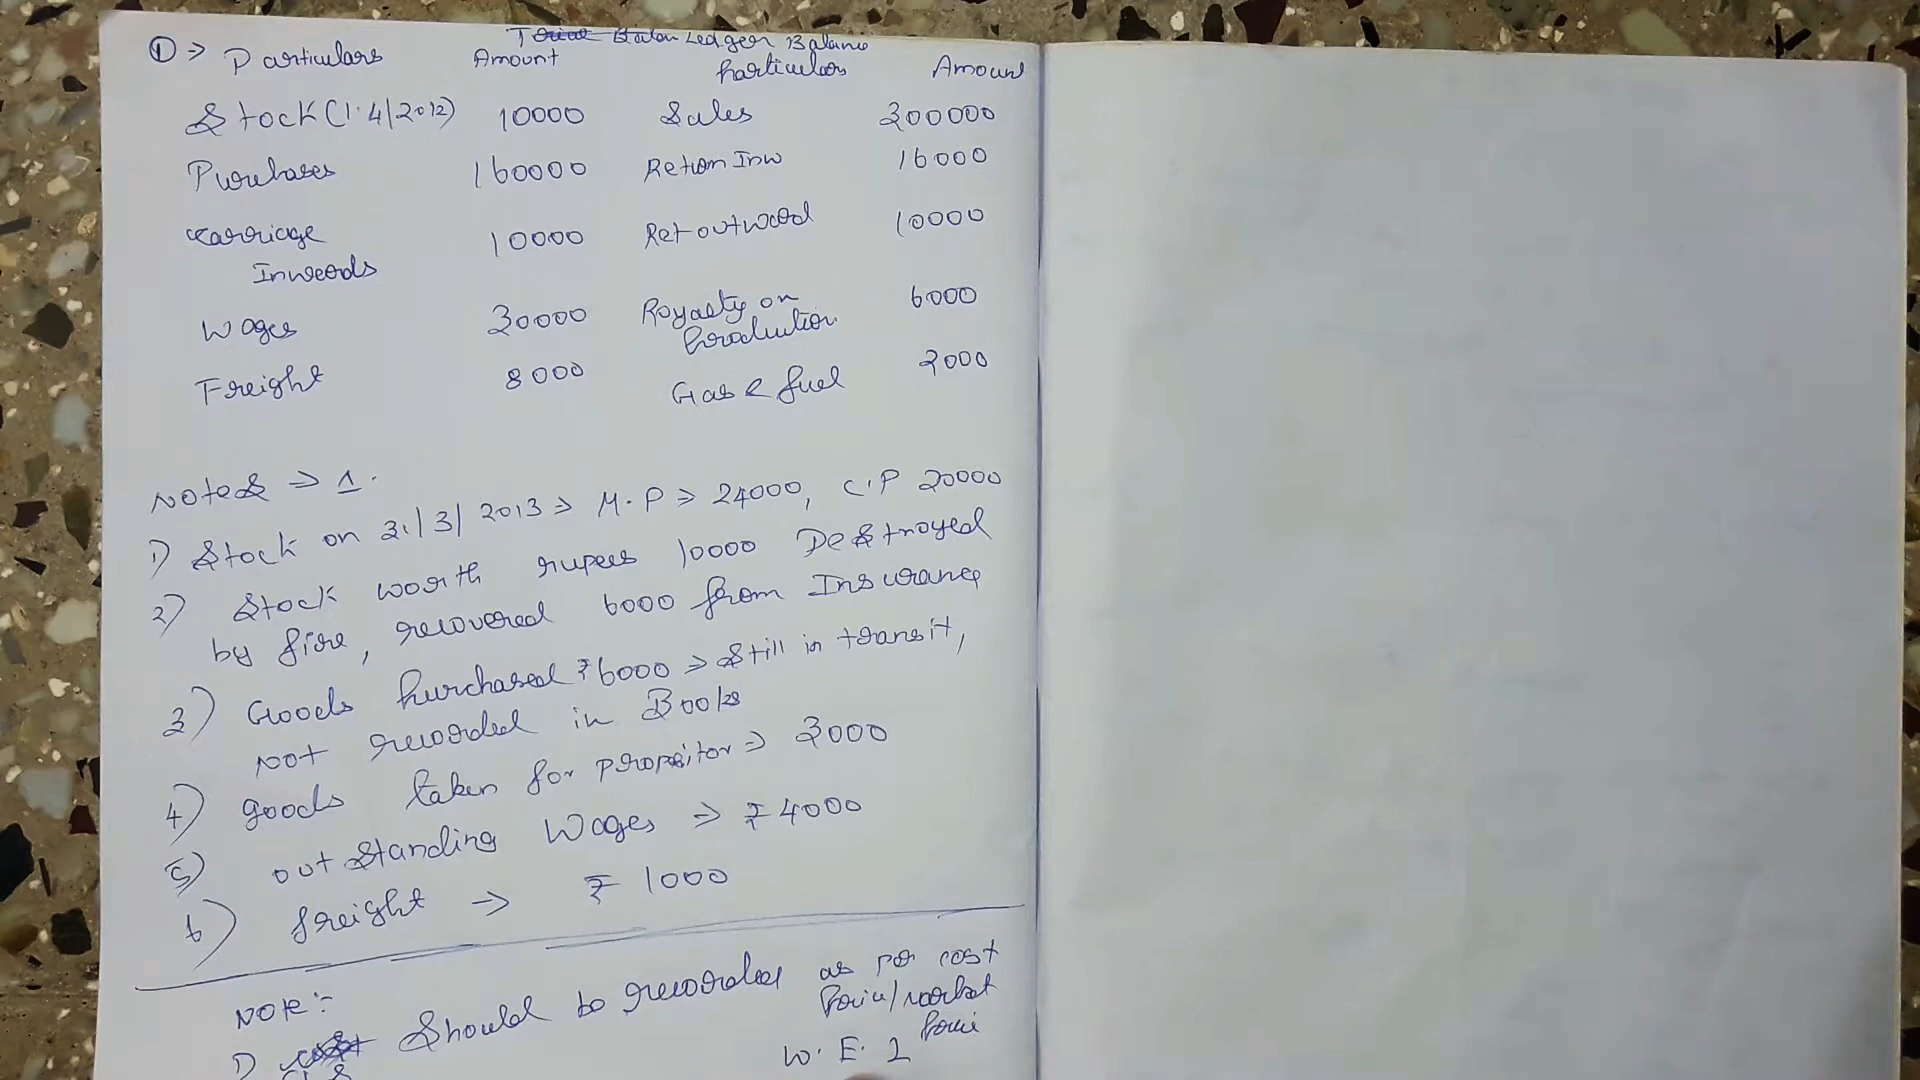 ① ⇒ Particulars Amount Ledger Balance Particulars Amount
Stock (1.4/2012) 10000 Sales 300000
Purchases 160000 Return Inw 16000
Carriage Inwards 10000 Ret outward 10000
Wages 30000 Royalty on Production 6000
Freight 8000 Gas & fuel 2000
Notes ⇒ 1.
1) Stock on 31/3/2013 ⇒ M.P ⇒ 24000, C.P 20000
2) Stock worth rupees 10000 Destroyed
by fire, recovered 6000 from Insurance
3) Goods purchased ₹6000 ⇒ Still in transit,
not recorded in Books
4) goods taken for propritor ⇒ 3000
5) outstanding Wages ⇒ ₹4000
6) freight ⇒ ₹ 1000
Note:-
1) Should be recorded as per cost
Price/market
Price
W.E.L